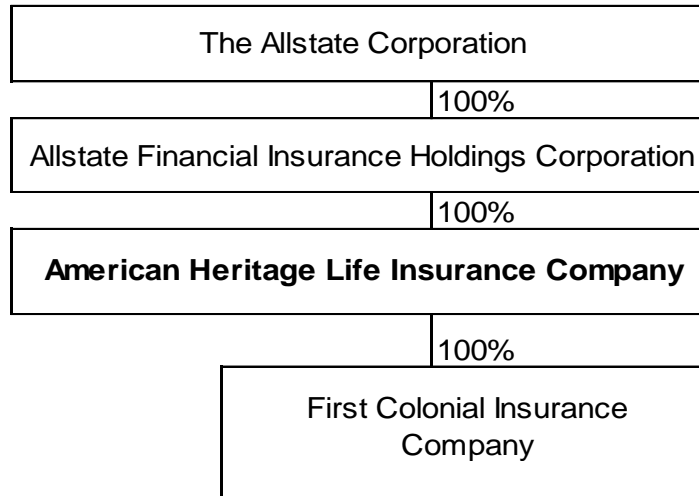 The Allstate Corporation
100%
Allstate Financial Insurance Holdings Corporation
100%
American Heritage Life Insurance Company
100%
First Colonial Insurance
Company